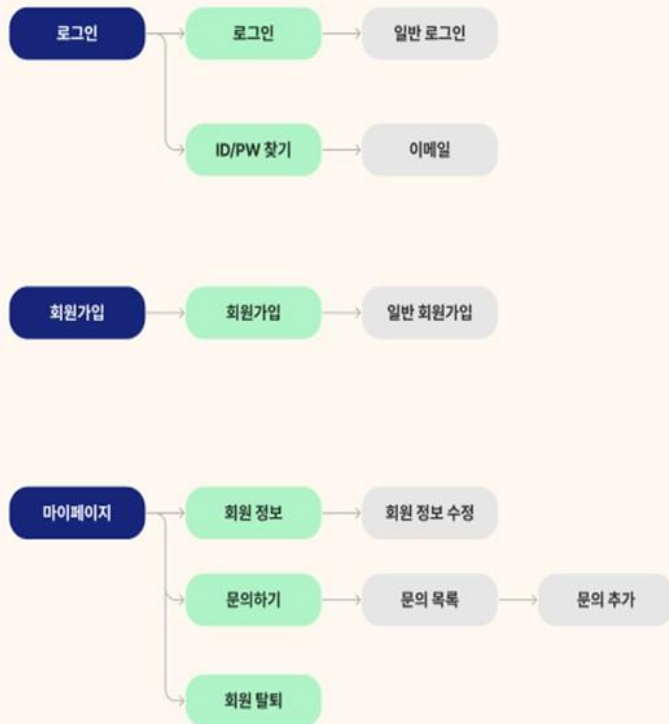 로그인
로그인
일반 로그인
ID/PW 찾기
이메일
회원가입
회원가입
일반 회원가입
마이페이지
회원 정보
회원 정보 수정
문의하기
문의 목록
문의 추가
회원 탈퇴